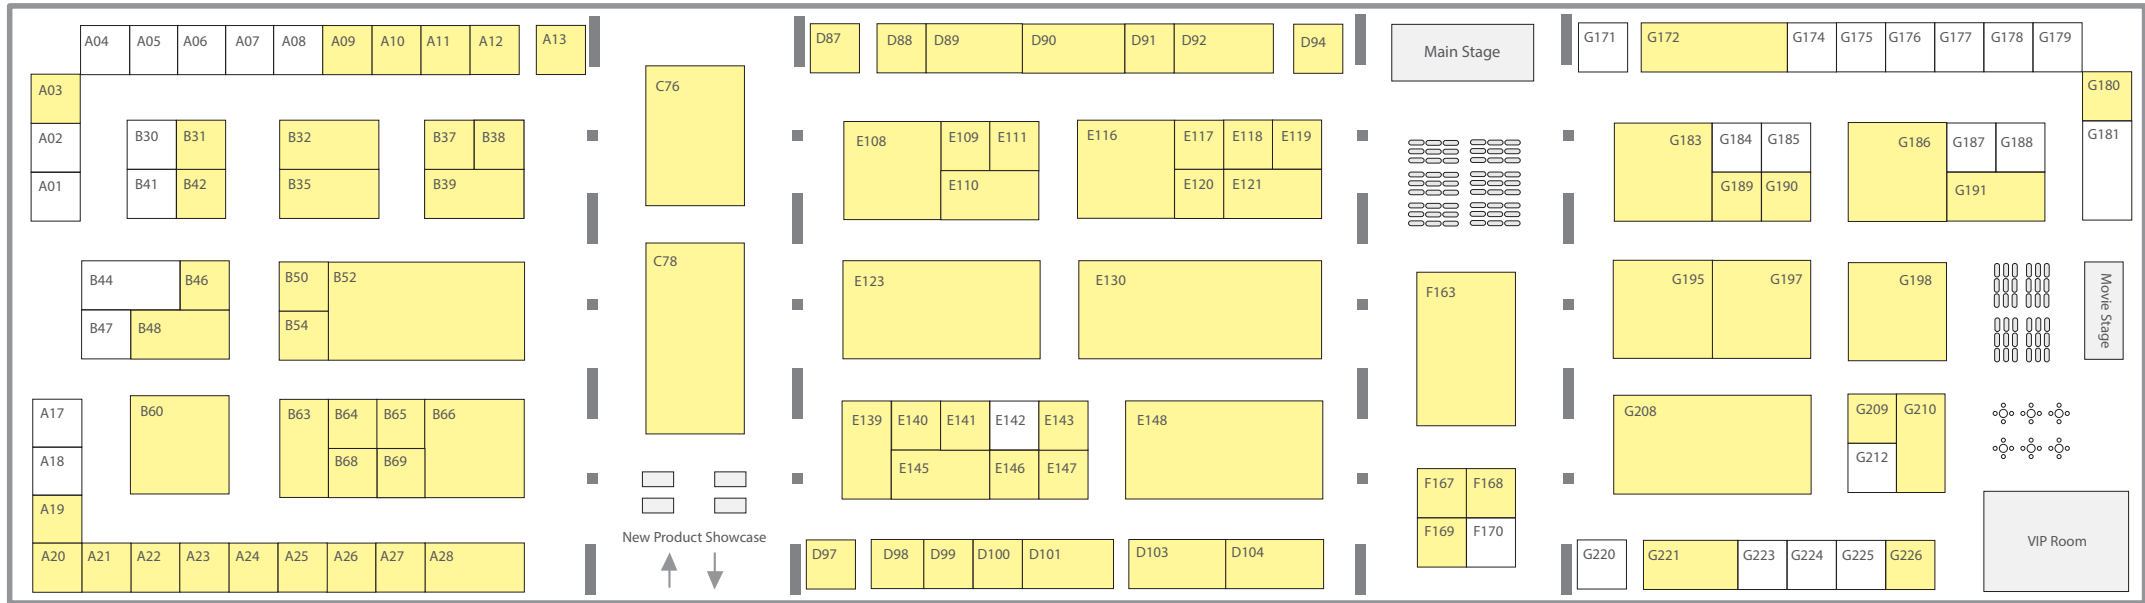 A04 A05 A06 A07 A08 A09 A10 A11 A12 A13
A03
A02
A01
B30 B31 B32 B37 B38
B41 B42 B35 B39
B44 B46 B50 B52
B47 B48 B54
A17
A18
A19
B60 B63 B64 B65 B66
B68 B69
A20 A21 A22 A23 A24 A25 A26 A27 A28
C76
C78
New Product Showcase
D87 D88 D89 D90 D91 D92 D94
E108 E109 E111 E116 E117 E118 E119
E110 E120 E121
E123 E130
E139 E140 E141 E142 E143 E148
E145 E146 E147
D97 D98 D99 D100 D101 D103 D104
Main Stage
F163
F167 F168
F169 F170
G171 G172 G174 G175 G176 G177 G178 G179
G180
G181
G183 G184 G185 G186 G187 G188
G189 G190 G191
G195 G197 G198
Movie Stage
G208 G209 G210
G212
G220 G221 G223 G224 G225 G226
VIP Room